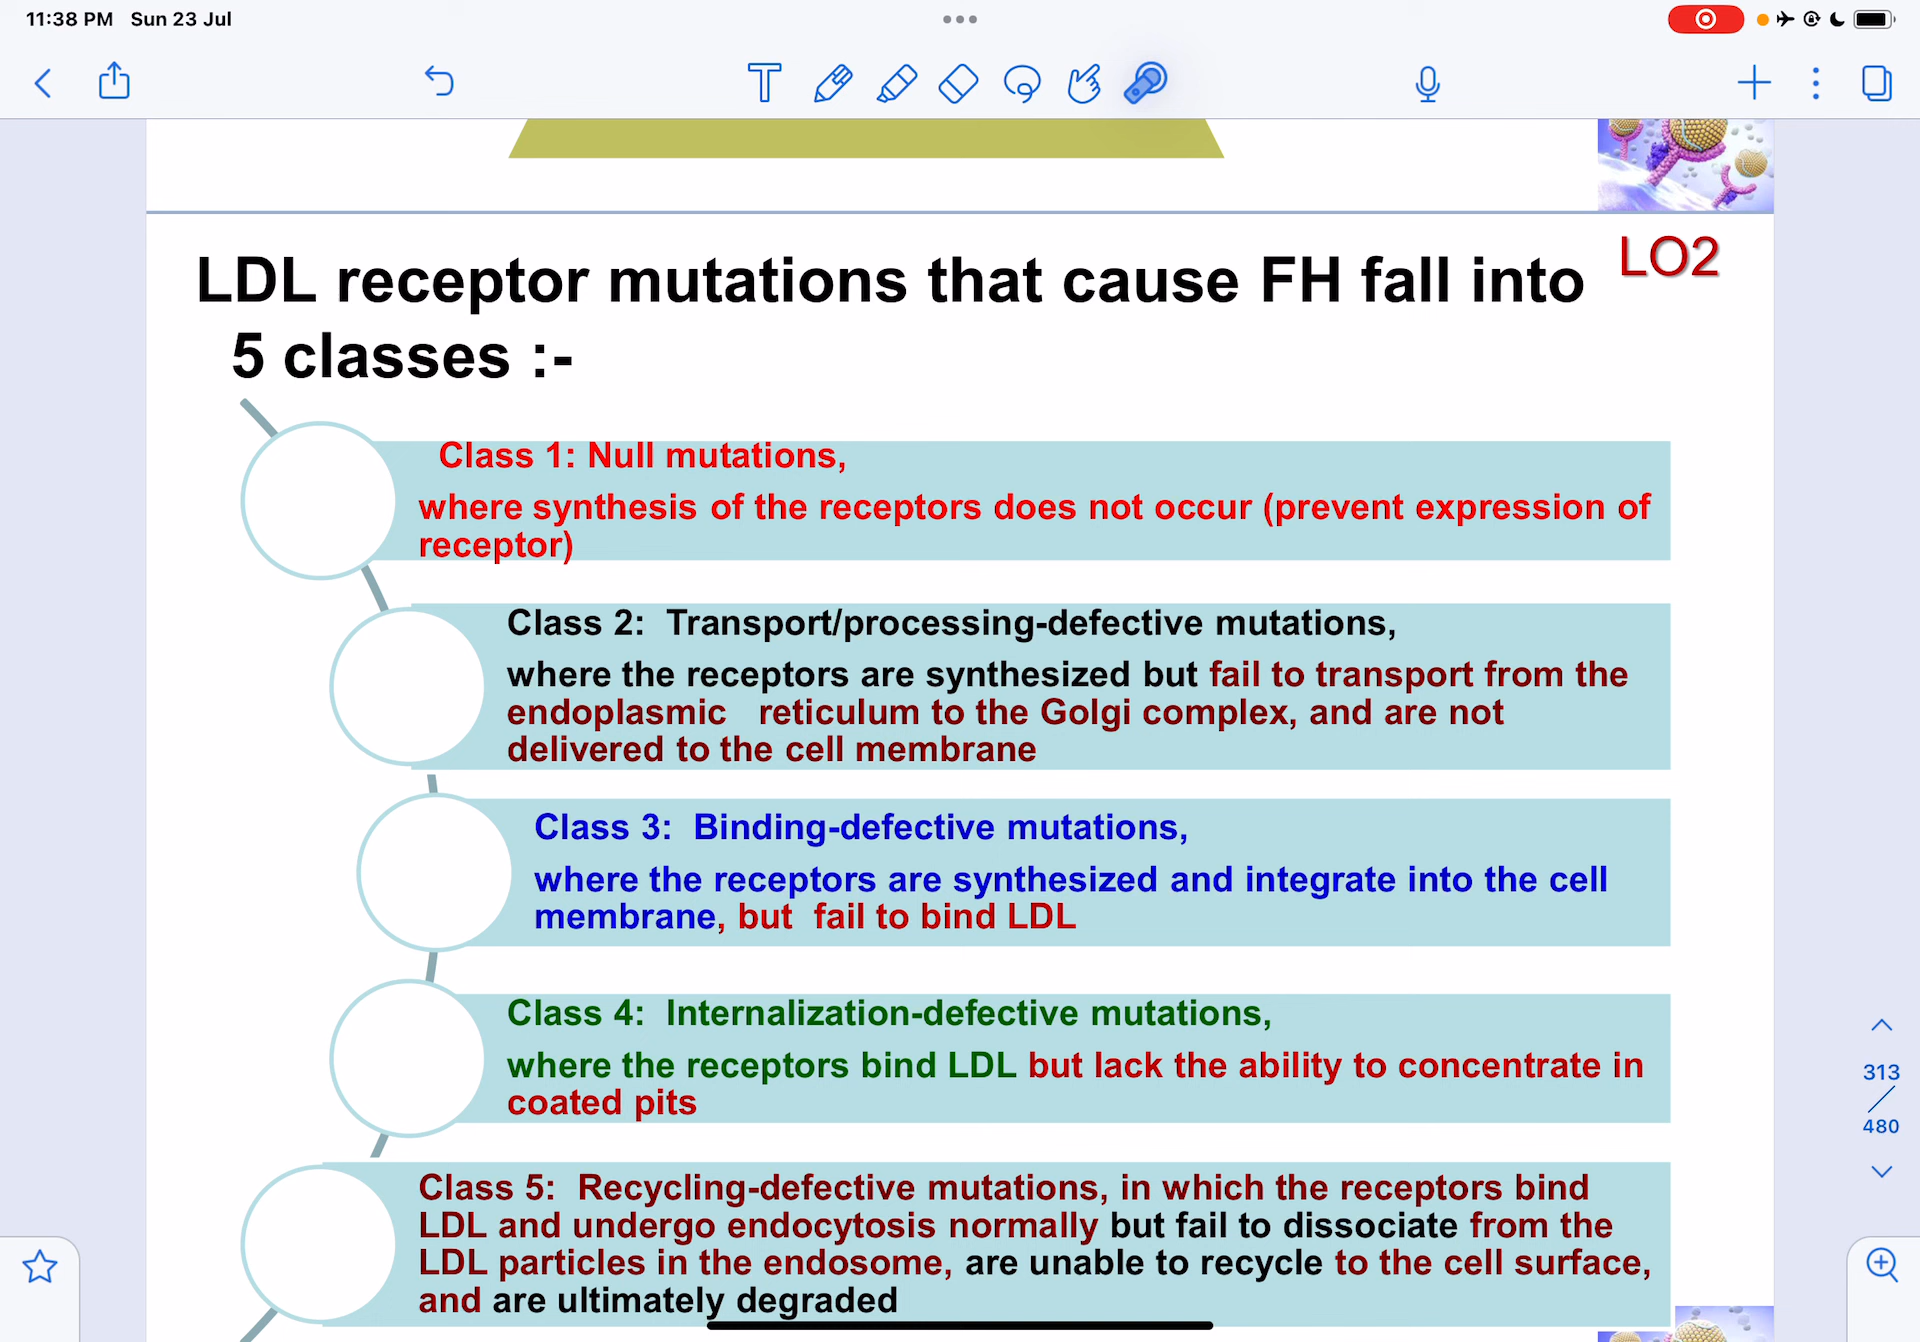 11:38 PM Sun 23 Jul
LO2
LDL receptor mutations that cause FH fall into
5 classes :-
Class 1: Null mutations,
where synthesis of the receptors does not occur (prevent expression of
receptor)
Class 2: Transport/processing-defective mutations,
where the receptors are synthesized but fail to transport from the
endoplasmic reticulum to the Golgi complex, and are not
delivered to the cell membrane
Class 3: Binding-defective mutations,
where the receptors are synthesized and integrate into the cell
membrane, but fail to bind LDL
Class 4: Internalization-defective mutations,
where the receptors bind LDL but lack the ability to concentrate in
coated pits
Class 5: Recycling-defective mutations, in which the receptors bind
LDL and undergo endocytosis normally but fail to dissociate from the
LDL particles in the endosome, are unable to recycle to the cell surface,
and are ultimately degraded
313
/
480